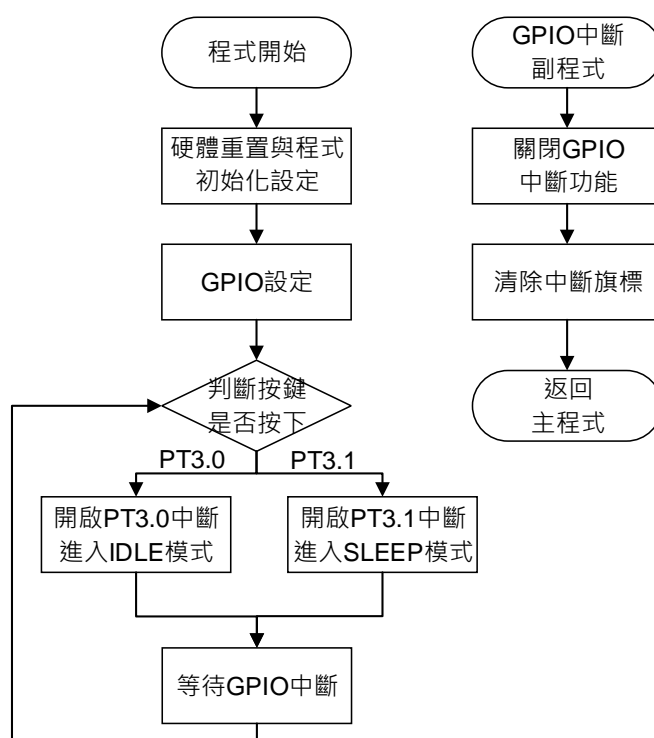 程式開始
硬體重置與程式
初始化設定
GPIO設定
判斷按鍵
是否按下
PT3.0
PT3.1
開啟PT3.0中斷
進入IDLE模式
開啟PT3.1中斷
進入SLEEP模式
等待GPIO中斷
GPIO中斷
副程式
關閉GPIO
中斷功能
清除中斷旗標
返回
主程式